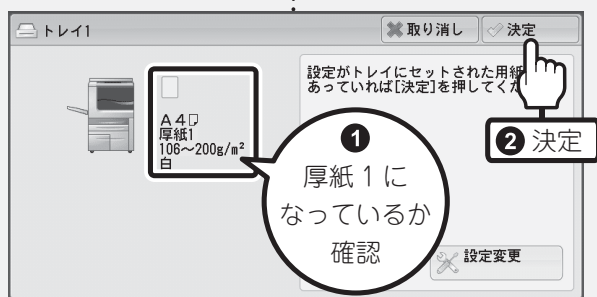 トレイ1
取り消し
決定
設定がトレイにセットされた用紙
あっていれば[決定]を押してくだ
A4
厚紙1
106～200g/m²
白
❶
厚紙1に
なっているか
確認
❷ 決定
設定変更